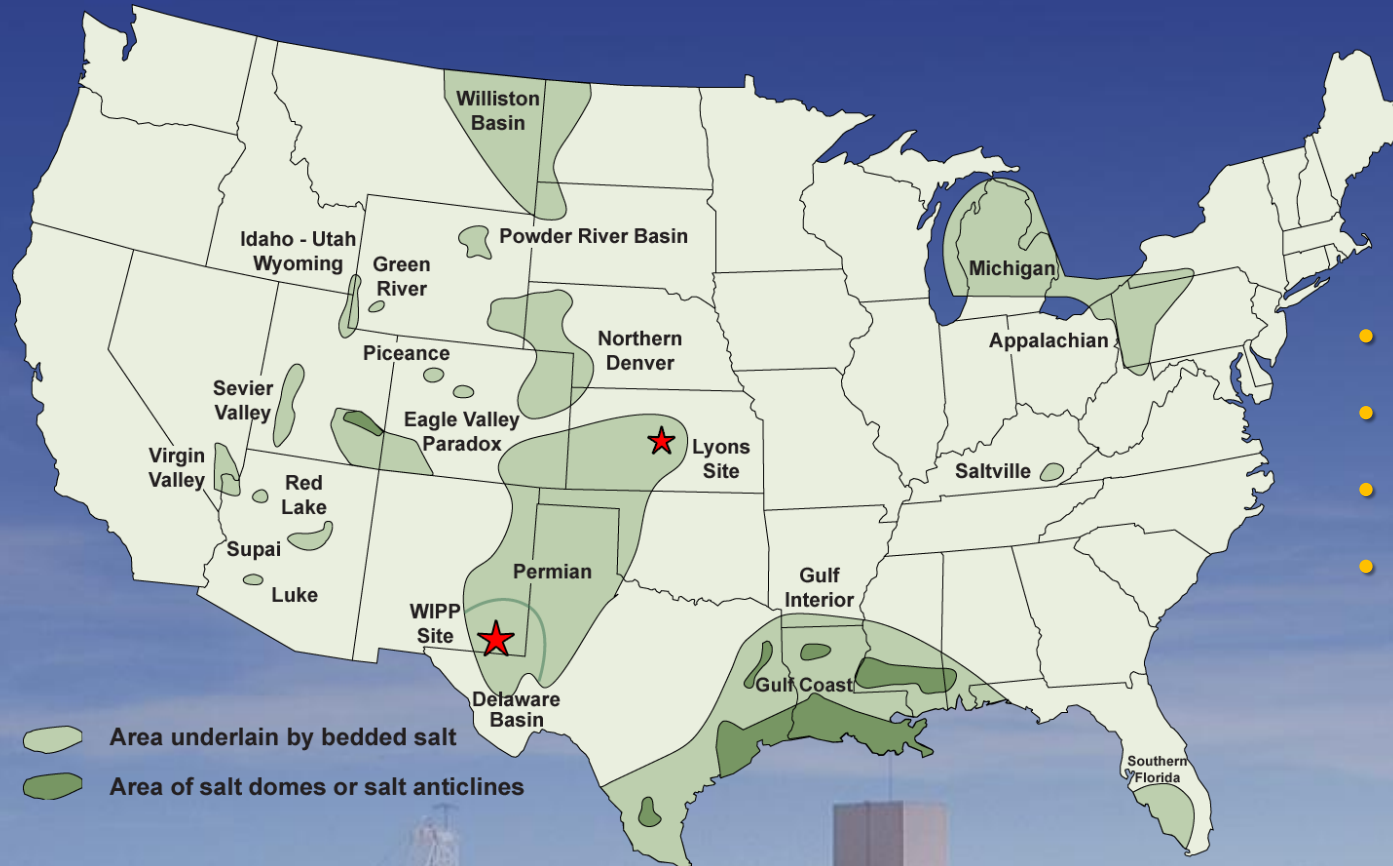 Williston
Basin
Powder River Basin
Idaho - Utah
Wyoming
Green
River
Michigan
Northern
Denver
Appalachian
Piceance
Sevier
Valley
Eagle Valley
Paradox
Lyons
Site
Virgin
Valley
Red
Lake
Saltville
Supai
Luke
Permian
Gulf
Interior
WIPP
Site
Gulf Coast
Delaware
Basin
Area underlain by bedded salt
Area of salt domes or salt anticlines
Southern
Florida